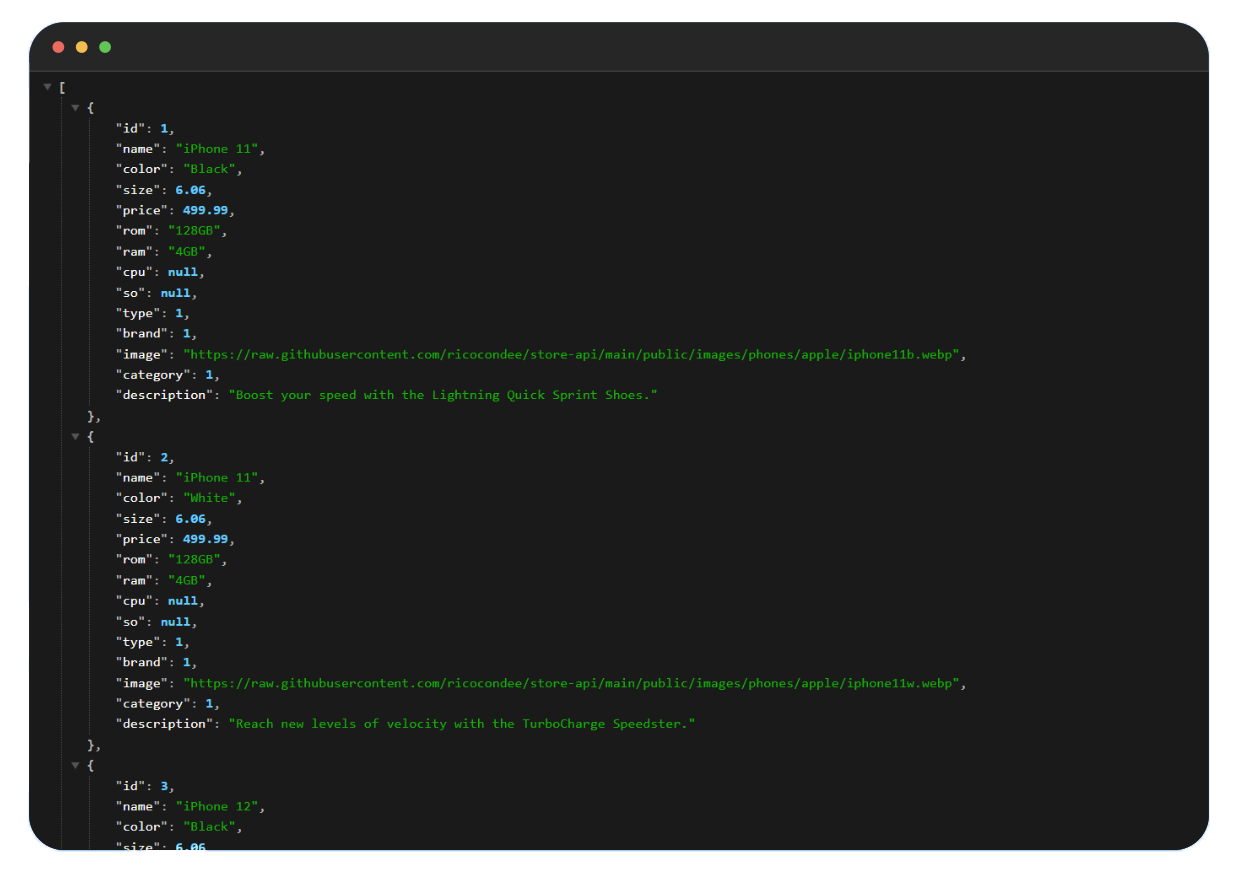 [
{
"id": 1,
"name": "iPhone 11",
"color": "Black",
"size": 6.06,
"price": 499.99,
"rom": "128GB",
"ram": "4GB",
"cpu": null,
"so": null,
"type": 1,
"brand": 1,
"image": "https://raw.githubusercontent.com/ricocondee/store-api/main/public/images/phones/apple/iphone11b.webp",
"category": 1,
"description": "Boost your speed with the Lightning Quick Sprint Shoes."
},
{
"id": 2,
"name": "iPhone 11",
"color": "White",
"size": 6.06,
"price": 499.99,
"rom": "128GB",
"ram": "4GB",
"cpu": null,
"so": null,
"type": 1,
"brand": 1,
"image": "https://raw.githubusercontent.com/ricocondee/store-api/main/public/images/phones/apple/iphone11w.webp",
"category": 1,
"description": "Reach new levels of velocity with the TurboCharge Speedster."
},
{
"id": 3,
"name": "iPhone 12",
"color": "Black",
"size": 6.06